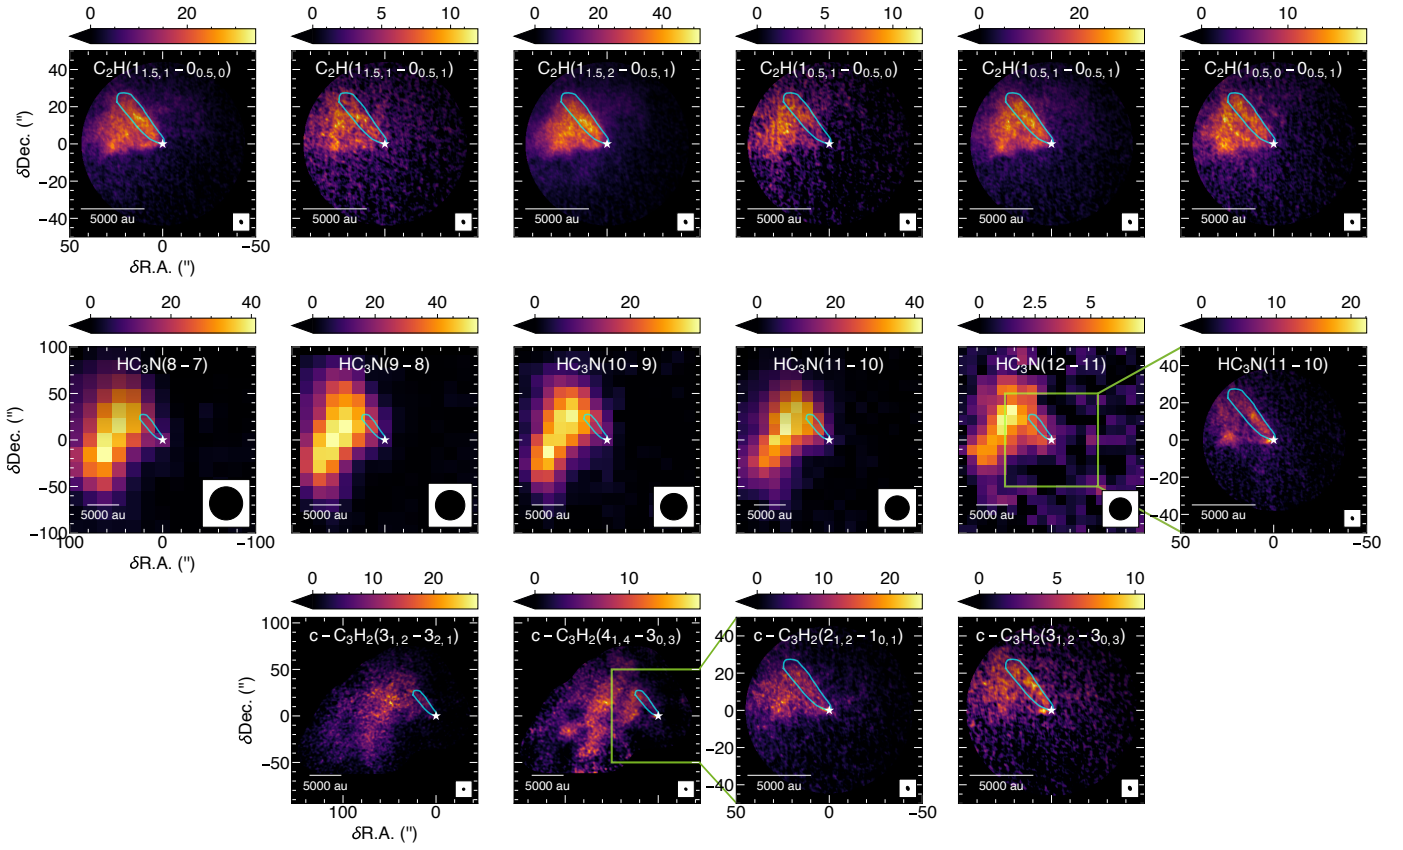 0 20
0 5 10
0 20 40
0 5
0 20
0 10
C₂H(1₁.₅,₁ − 0₀.₅,₀)
C₂H(1₁.₅,₁ − 0₀.₅,₁)
C₂H(1₁.₅,₂ − 0₀.₅,₁)
C₂H(1₀.₅,₁ − 0₀.₅,₀)
C₂H(1₀.₅,₁ − 0₀.₅,₁)
C₂H(1₀.₅,₀ − 0₀.₅,₁)
40
20
0
−20
−40
δDec. (")
5000 au
5000 au
5000 au
5000 au
5000 au
5000 au
50 0 −50
δR.A. (")
0 20 40
0 20
0 20
0 20 40
0 2.5 5
0 10 20
HC₃N(8 − 7)
HC₃N(9 − 8)
HC₃N(10 − 9)
HC₃N(11 − 10)
HC₃N(12 − 11)
HC₃N(11 − 10)
100
50
0
−50
−100
δDec. (")
40
20
0
−20
−40
5000 au
5000 au
5000 au
5000 au
5000 au
5000 au
100 0 −100
δR.A. (")
50 0 −50
0 10 20
0 10
0 10 20
0 5 10
c − C₃H₂(3₁,₂ − 3₂,₁)
c − C₃H₂(4₁,₄ − 3₀,₃)
c − C₃H₂(2₁,₂ − 1₀,₁)
c − C₃H₂(3₁,₂ − 3₀,₃)
100
50
0
−50
δDec. (")
40
20
0
−20
−40
5000 au
5000 au
5000 au
5000 au
100 0
δR.A. (")
50 0 −50